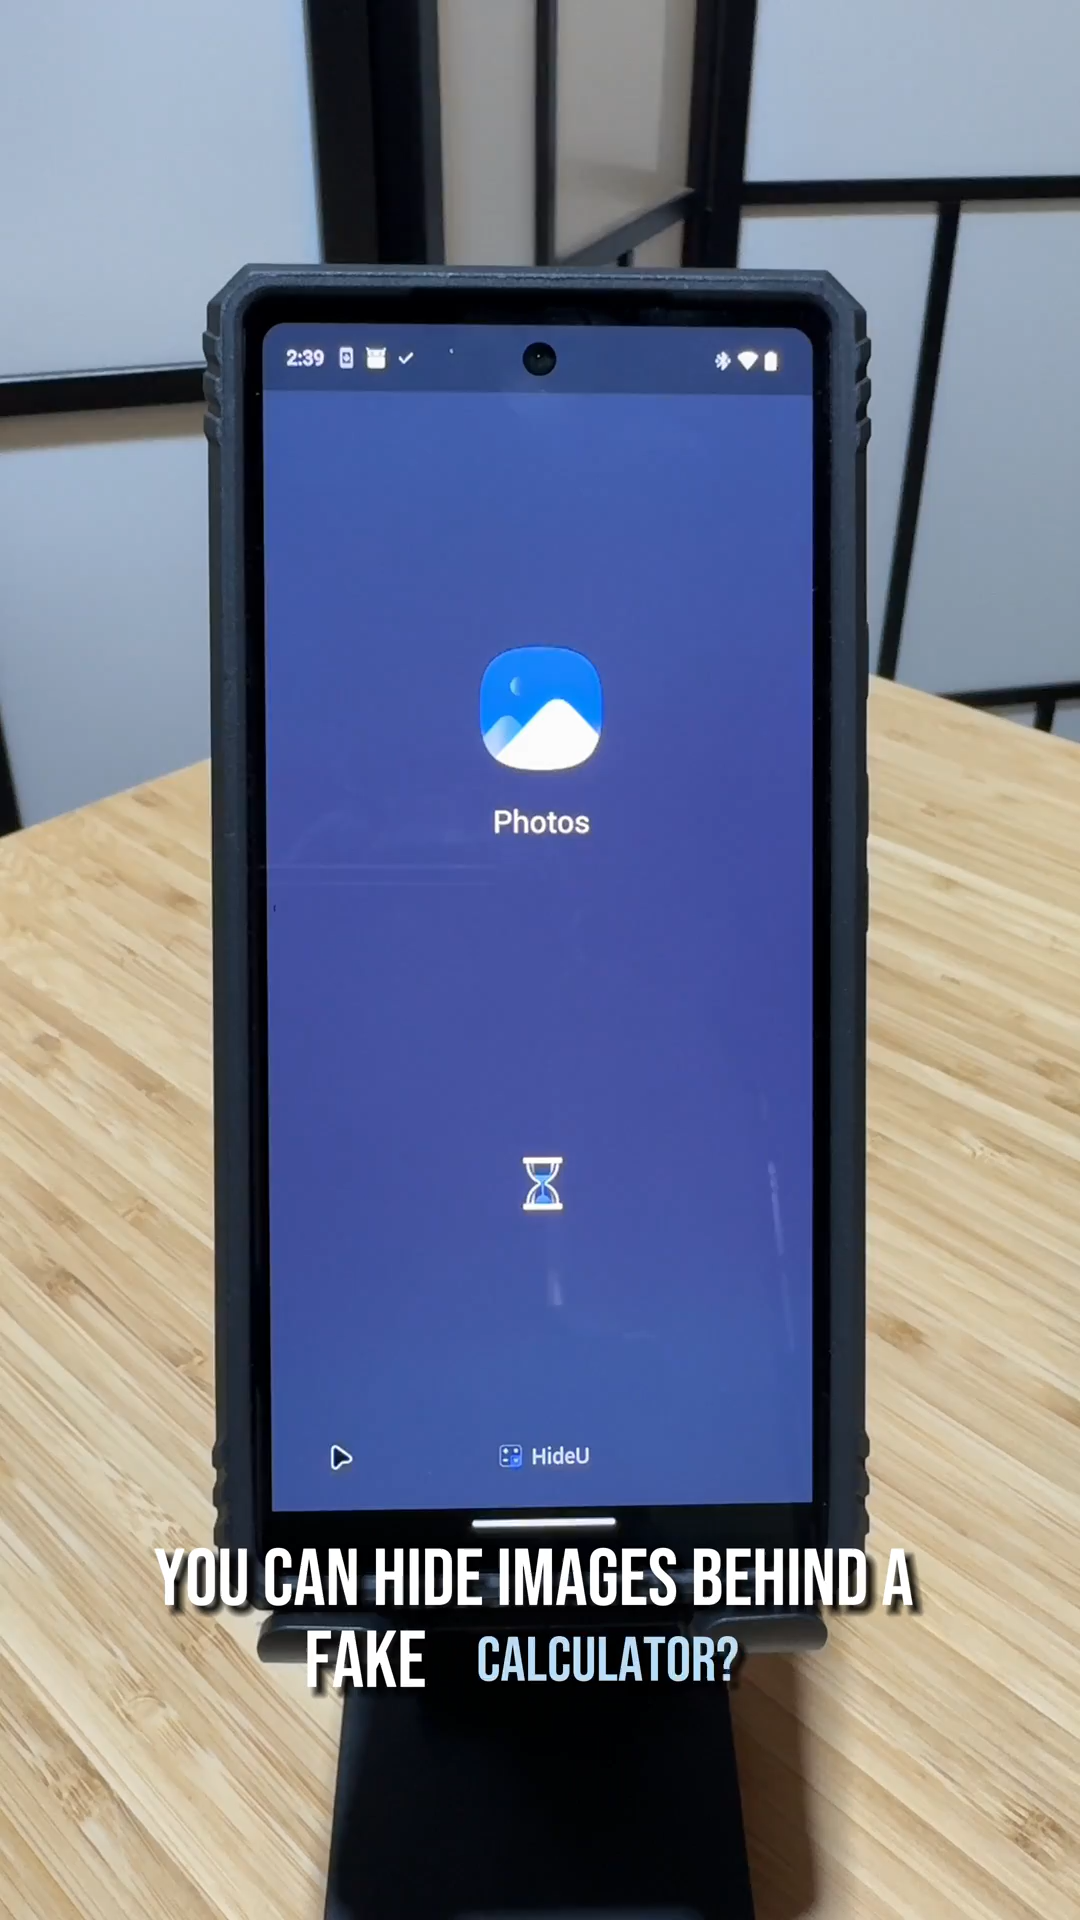 2:39
Photos
HideU
YOU CAN HIDE IMAGES BEHIND A
FAKE CALCULATOR?